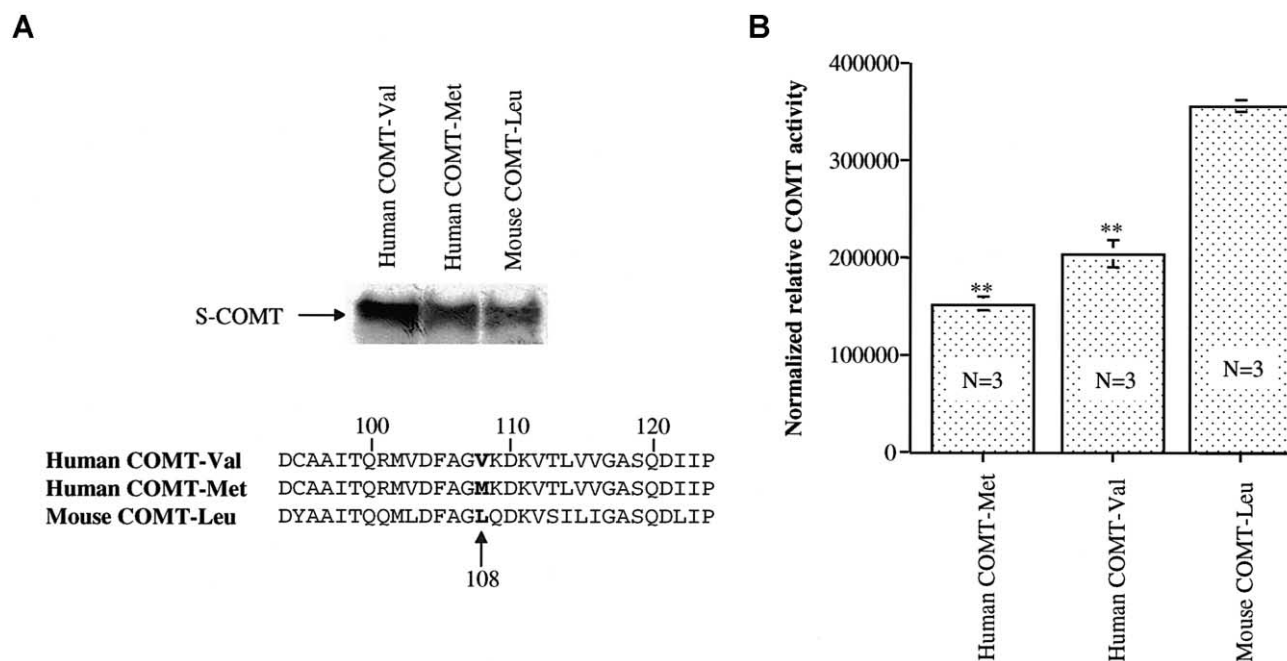 A
Human COMT-Val
Human COMT-Met
Mouse COMT-Leu
S-COMT
100 110 120
Human COMT-Val DCAAITQRMVDFAGVKDKVTLVVGASQDIIP
Human COMT-Met DCAAITQRMVDFAGMKDKVTLVVGASQDIIP
Mouse COMT-Leu DYAAITQQMLDFAGLQDKVSILIGASQDLIP
108
B
Normalized relative COMT activity
400000
300000
200000
100000
0
**
**
N=3
N=3
N=3
Human COMT-Met
Human COMT-Val
Mouse COMT-Leu